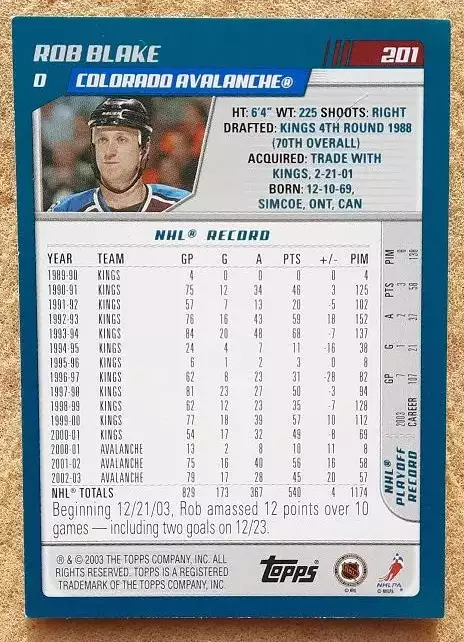 ROB BLAKE
201
D COLORADO AVALANCHE®
HT: 6'4" WT: 225 SHOOTS: RIGHT
DRAFTED: KINGS 4TH ROUND 1988
(70TH OVERALL)
ACQUIRED: TRADE WITH
KINGS, 2-21-01
BORN: 12-10-69,
SIMCOE, ONT, CAN
NHL® RECORD
YEAR TEAM GP G A PTS +/- PIM
1989-90 KINGS 4 0 0 0 0 4
1990-91 KINGS 75 12 34 46 3 125
1991-92 KINGS 57 7 13 20 -5 102
1992-93 KINGS 76 16 43 59 18 152
1993-94 KINGS 84 20 48 68 -7 137
1994-95 KINGS 24 4 7 11 -16 38
1995-96 KINGS 6 1 2 3 0 8
1996-97 KINGS 62 8 23 31 -28 82
1997-98 KINGS 81 23 27 50 -3 94
1998-99 KINGS 62 12 23 35 -7 128
1999-00 KINGS 77 18 39 57 10 112
2000-01 KINGS 54 17 32 49 -8 69
2000-01 AVALANCHE 13 2 8 10 11 8
2001-02 AVALANCHE 75 16 40 56 16 58
2002-03 AVALANCHE 79 17 28 45 20 57
NHL® TOTALS 829 173 367 540 4 1174
NHL®
PLAYOFF
RECORD
GP G A PTS PIM
2003
CAREER 107 21 37 58 138
Beginning 12/21/03, Rob amassed 12 points over 10
games — including two goals on 12/23.
® & © 2003 THE TOPPS COMPANY, INC. ALL
RIGHTS RESERVED. TOPPS IS A REGISTERED
TRADEMARK OF THE TOPPS COMPANY, INC.
Topps
© NHL
NHLPA